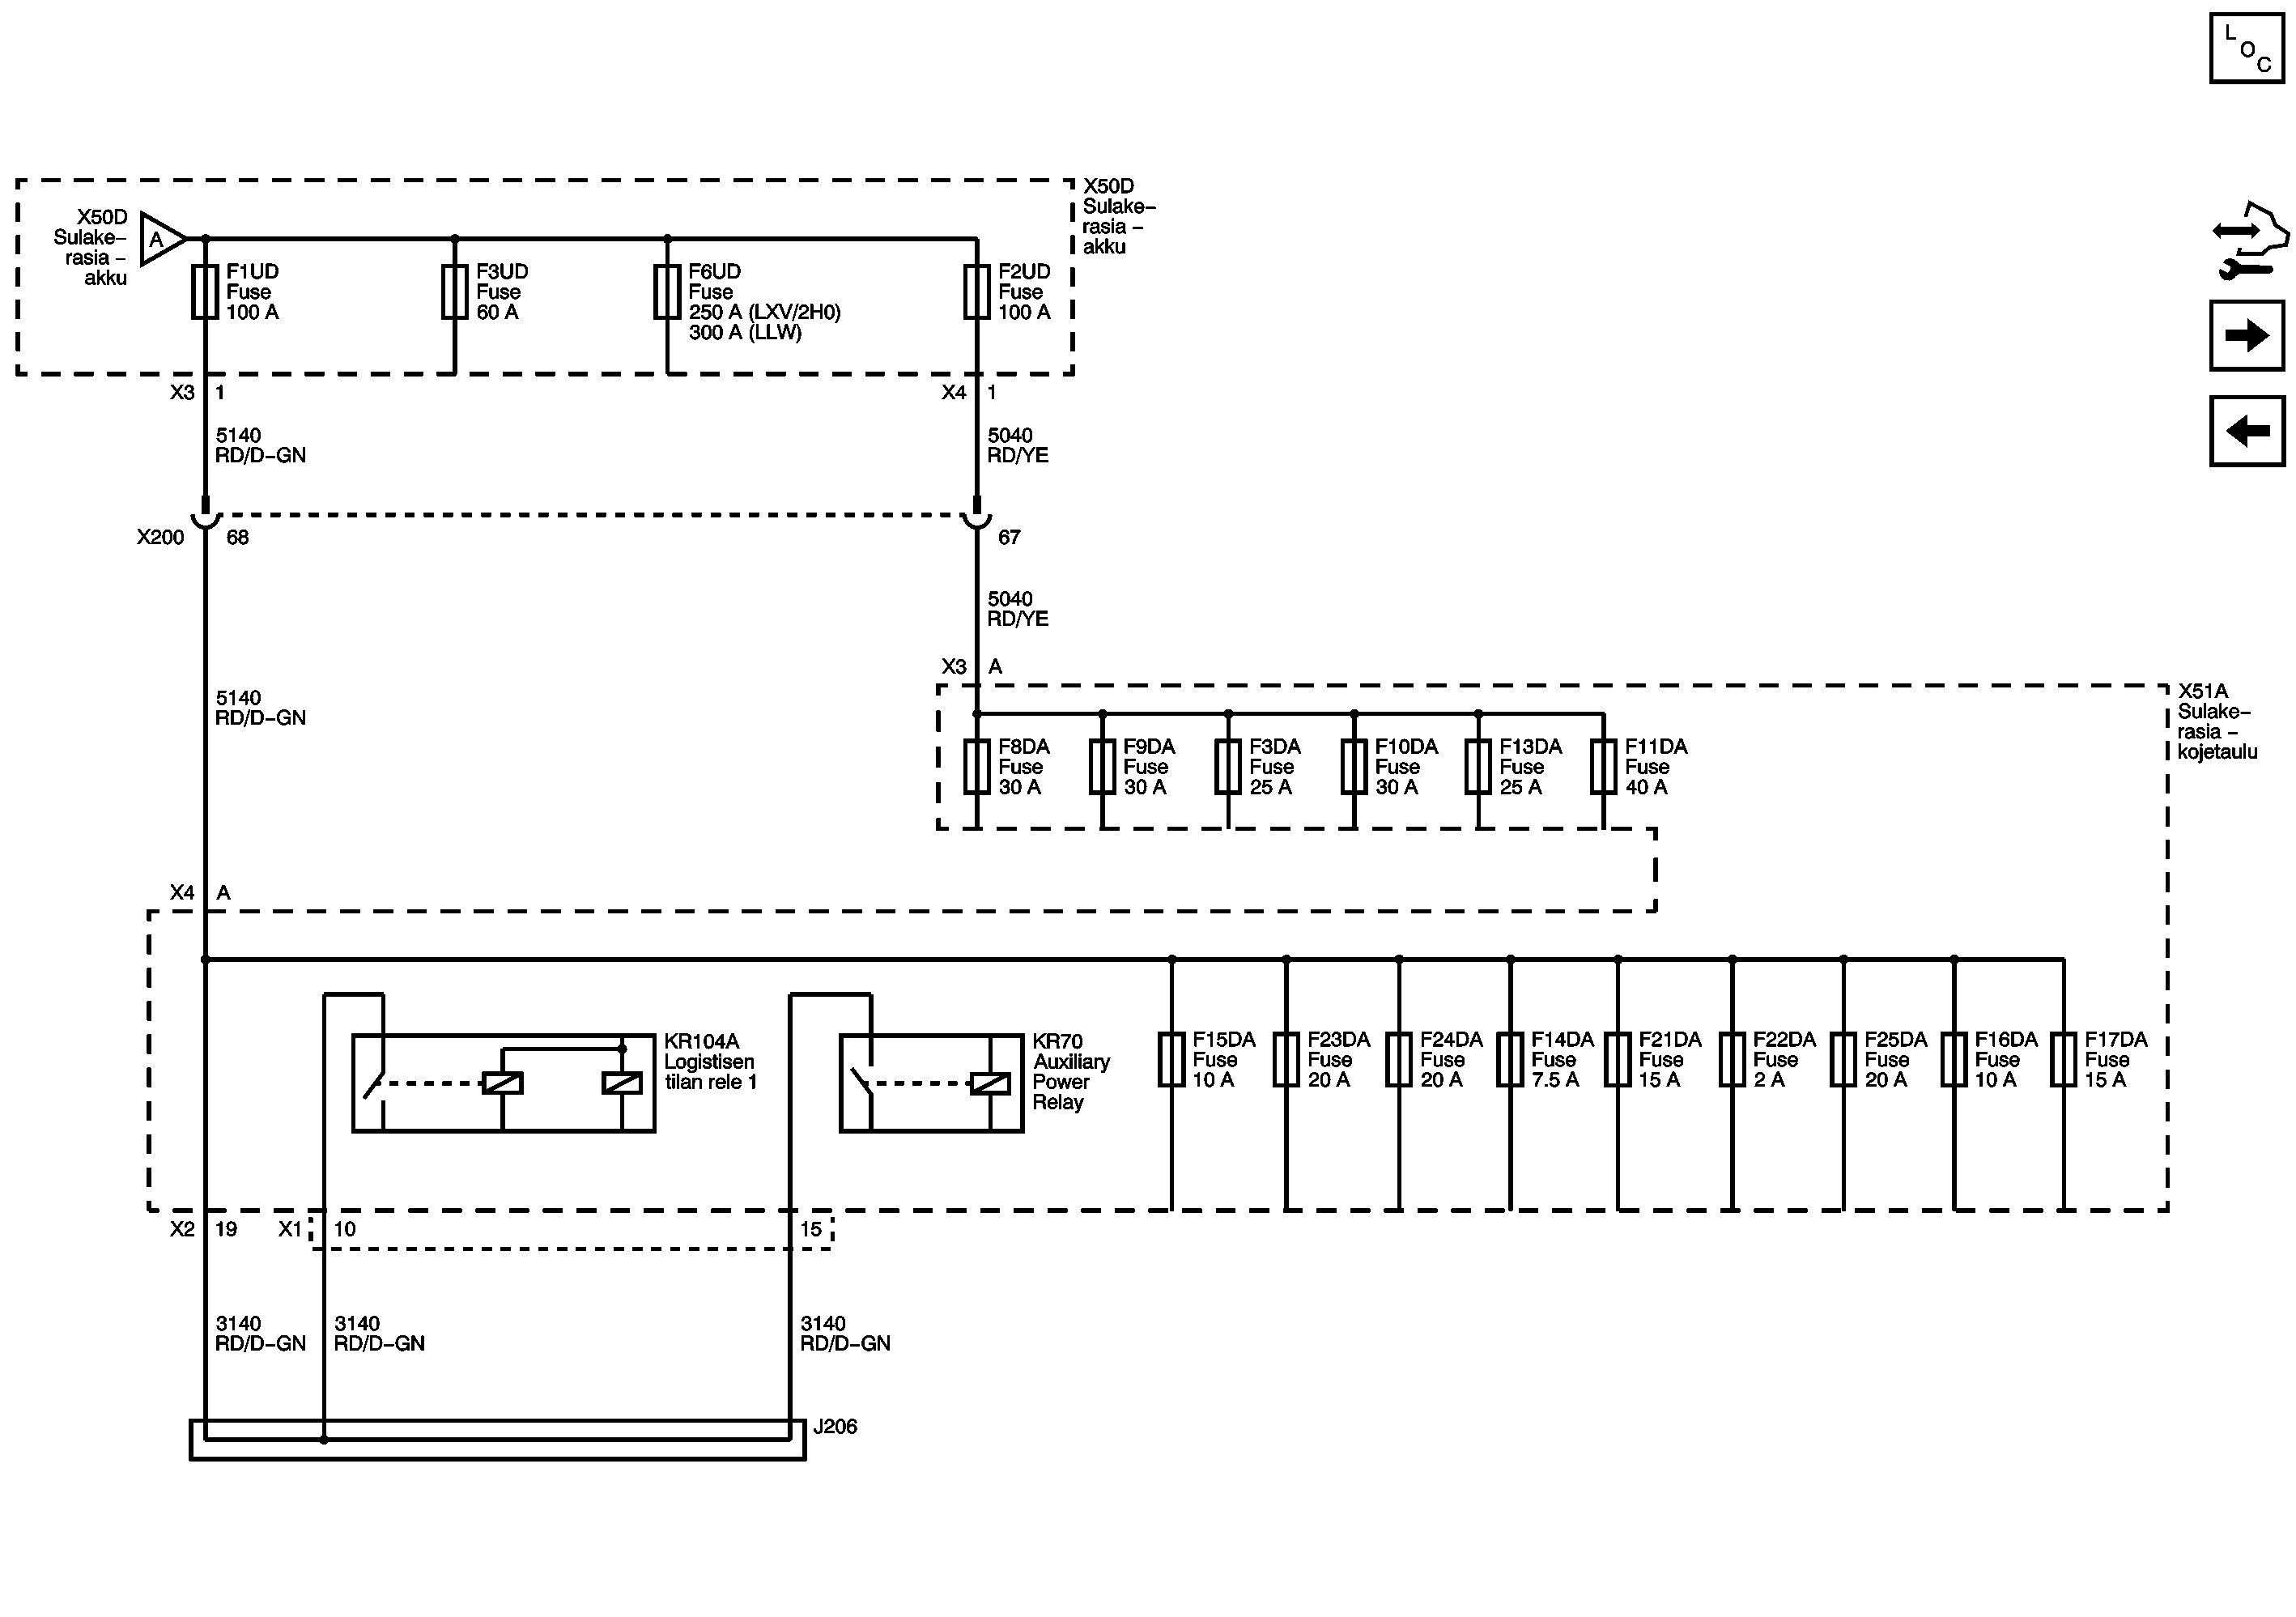 L
O
C
X50D
Sulake–
rasia –
akku
X50D
Sulake–
rasia –
akku
A
F1UD
Fuse
100 A
F3UD
Fuse
60 A
F6UD
Fuse
250 A (LXV/2H0)
300 A (LLW)
F2UD
Fuse
100 A
X3 1
X4 1
5140
RD/D–GN
5040
RD/YE
X200 68
67
5040
RD/YE
X3 A
5140
RD/D–GN
X51A
Sulake–
rasia –
kojetaulu
F8DA
Fuse
30 A
F9DA
Fuse
30 A
F3DA
Fuse
25 A
F10DA
Fuse
30 A
F13DA
Fuse
25 A
F11DA
Fuse
40 A
X4 A
KR104A
Logistisen
tilan rele 1
KR70
Auxiliary
Power
Relay
F15DA
Fuse
10 A
F23DA
Fuse
20 A
F24DA
Fuse
20 A
F14DA
Fuse
7.5 A
F21DA
Fuse
15 A
F22DA
Fuse
2 A
F25DA
Fuse
20 A
F16DA
Fuse
10 A
F17DA
Fuse
15 A
X2 19
X1 10
15
3140
RD/D–GN
3140
RD/D–GN
3140
RD/D–GN
J206